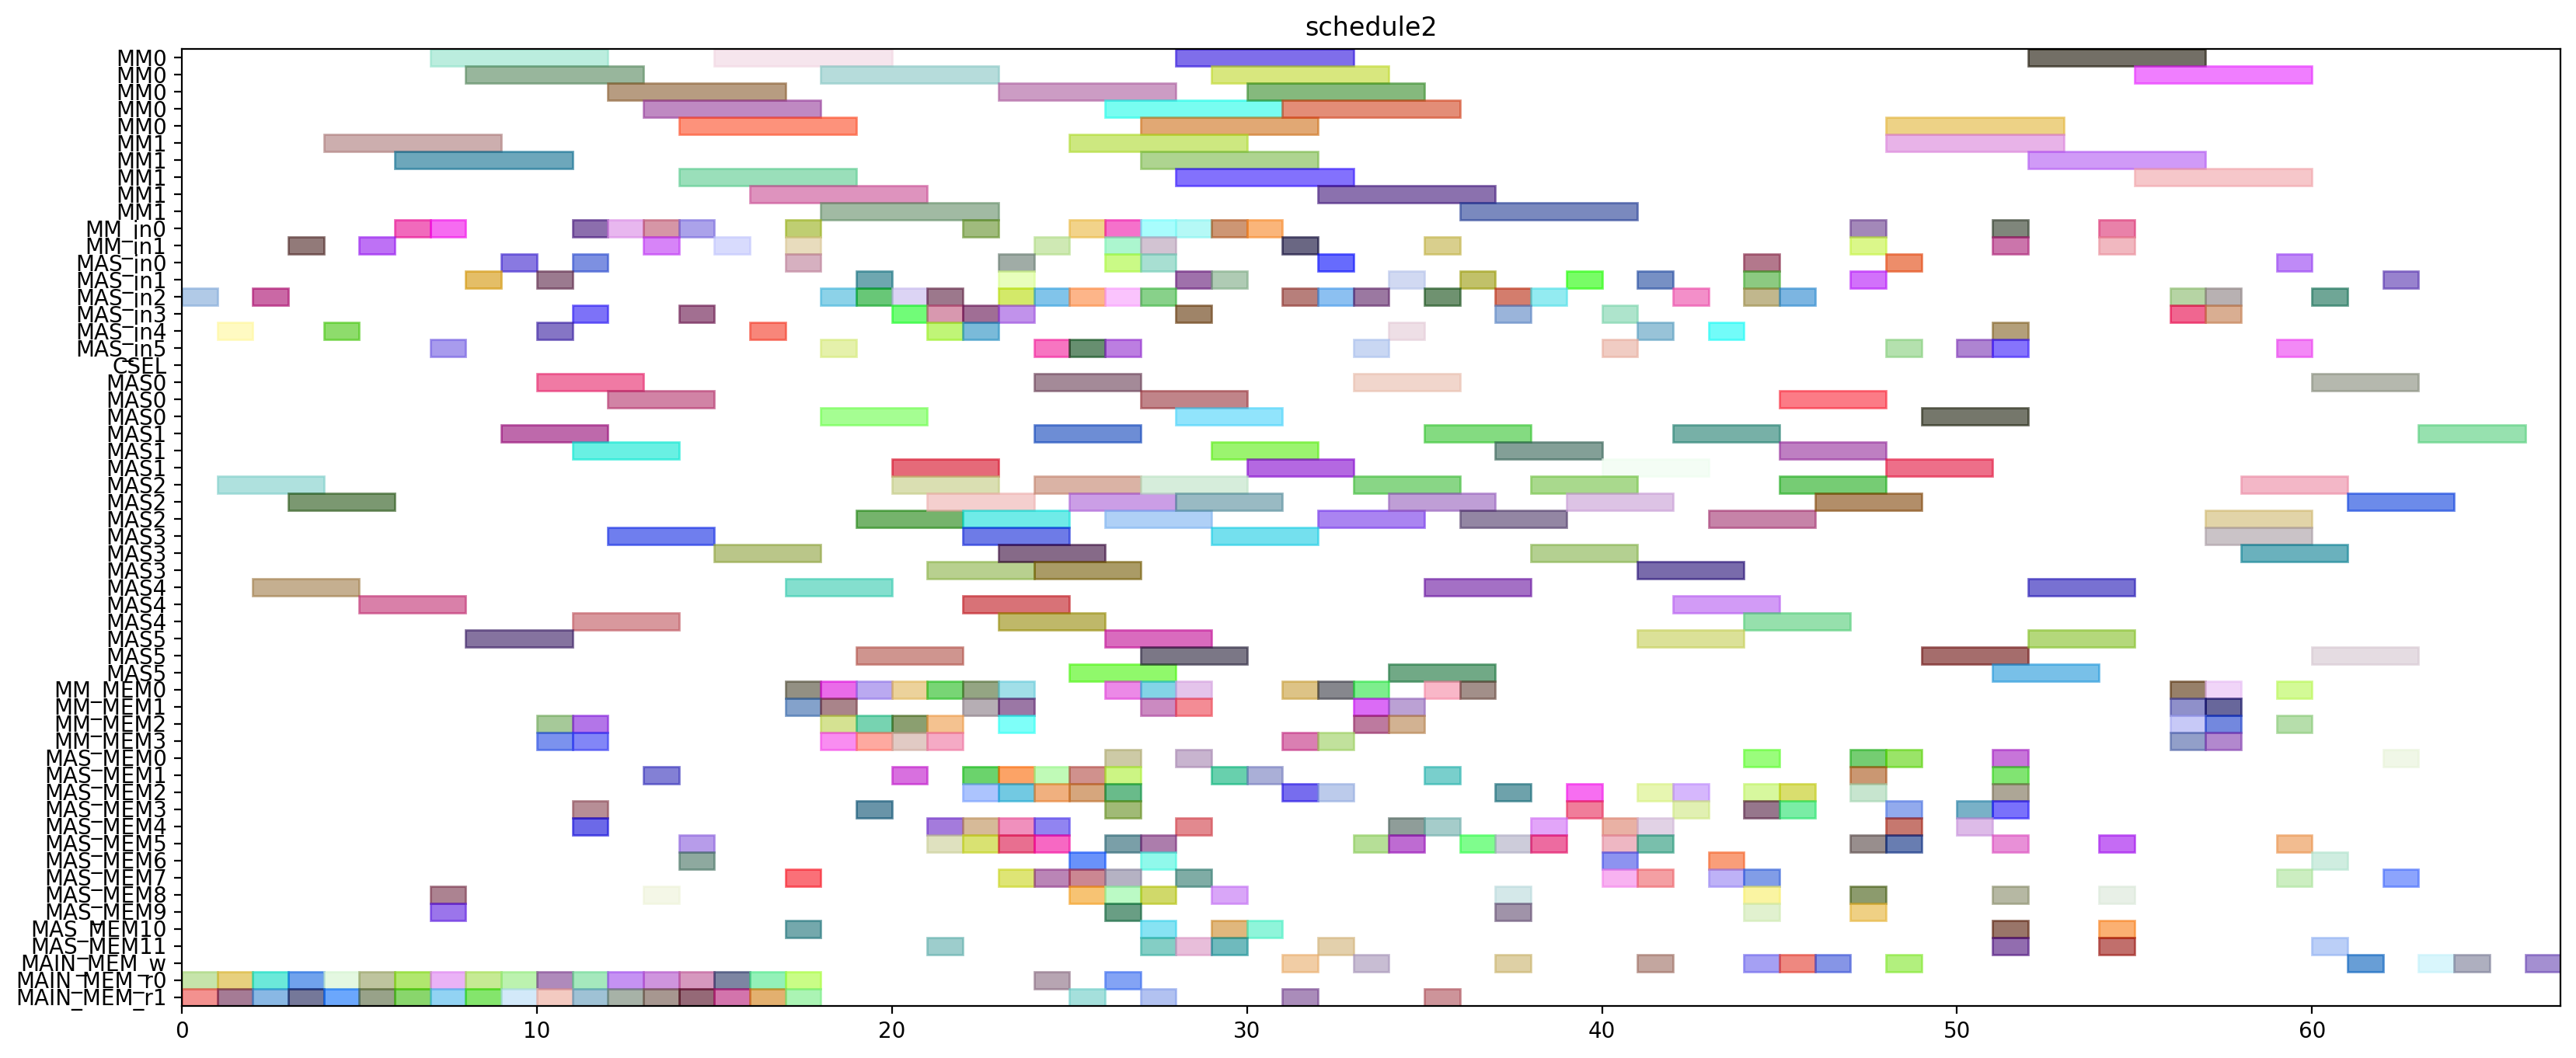 schedule2
MM0
MM0
MM0
MM0
MM0
MM1
MM1
MM1
MM1
MM1
MM_in0
MM_in1
MAS_in0
MAS_in1
MAS_in2
MAS_in3
MAS_in4
MAS_in5
CSEL
MAS0
MAS0
MAS0
MAS1
MAS1
MAS1
MAS2
MAS2
MAS2
MAS3
MAS3
MAS3
MAS4
MAS4
MAS4
MAS5
MAS5
MAS5
MM_MEM0
MM_MEM1
MM_MEM2
MM_MEM3
MAS_MEM0
MAS_MEM1
MAS_MEM2
MAS_MEM3
MAS_MEM4
MAS_MEM5
MAS_MEM6
MAS_MEM7
MAS_MEM8
MAS_MEM9
MAS_MEM10
MAS_MEM11
MAIN_MEM_w
MAIN_MEM_r0
MAIN_MEM_r1
0 10 20 30 40 50 60